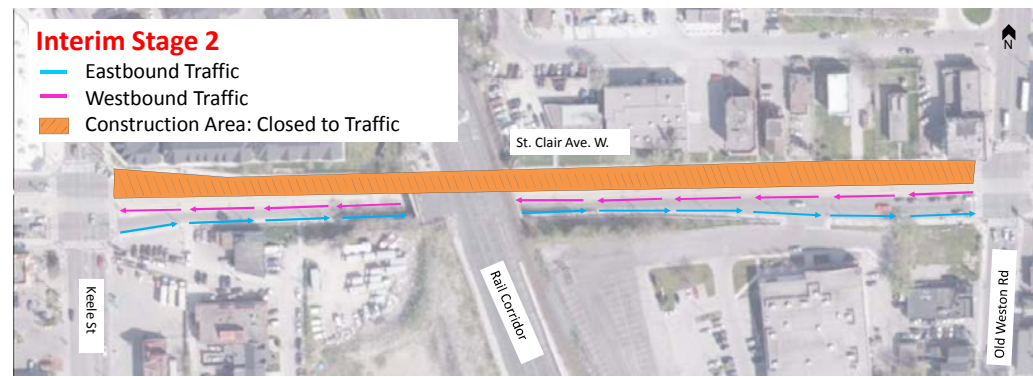 Interim Stage 2
Eastbound Traffic
Westbound Traffic
Construction Area: Closed to Traffic
N
St. Clair Ave. W.
Keele St
Rail Corridor
Old Weston Rd